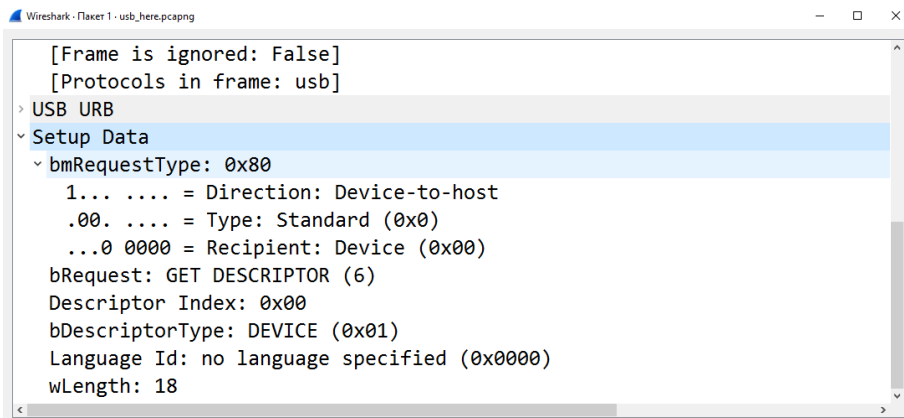 Wireshark · Пакет 1 · usb_here.pcapng
[Frame is ignored: False]
[Protocols in frame: usb]
USB URB
Setup Data
bmRequestType: 0x80
1... .... = Direction: Device-to-host
.00. .... = Type: Standard (0x0)
...0 0000 = Recipient: Device (0x00)
bRequest: GET DESCRIPTOR (6)
Descriptor Index: 0x00
bDescriptorType: DEVICE (0x01)
Language Id: no language specified (0x0000)
wLength: 18